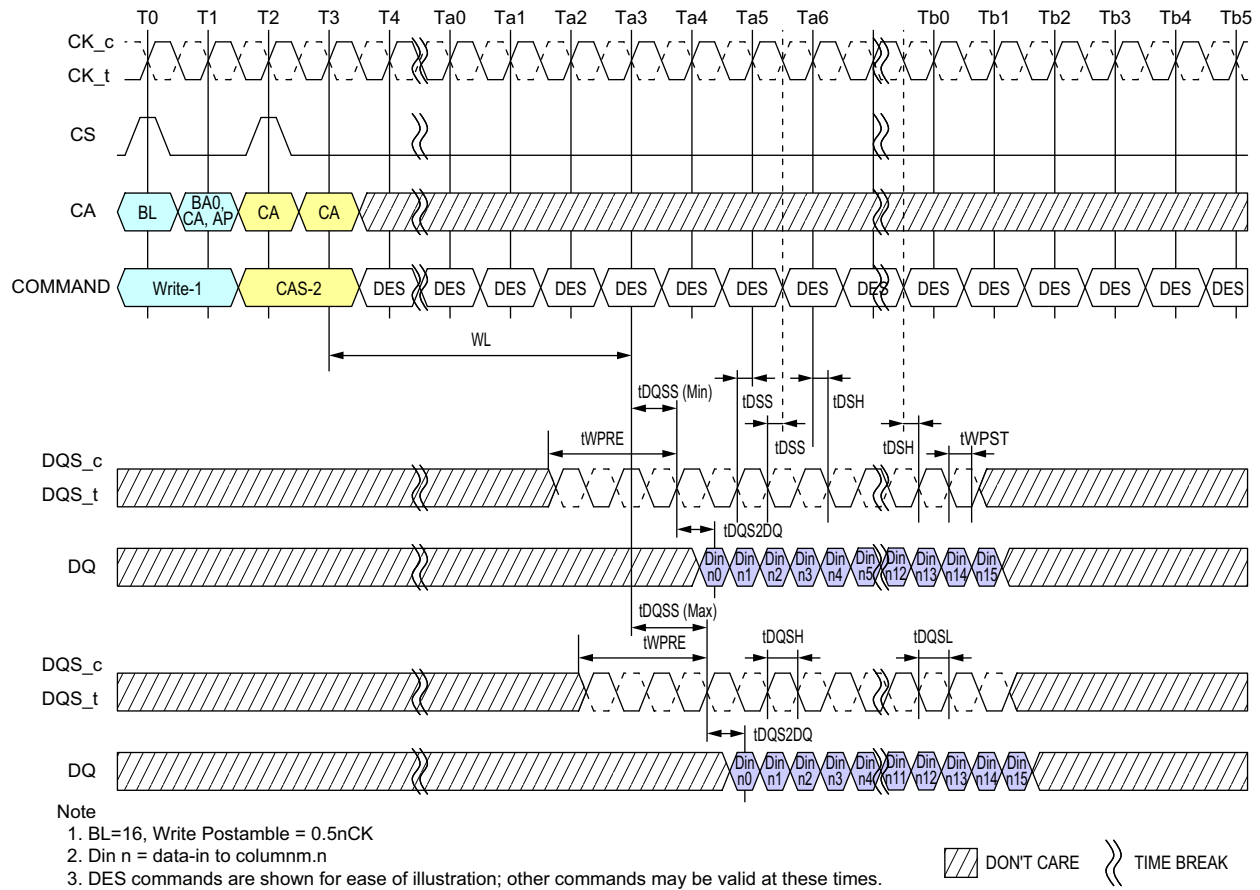 T0 T1 T2 T3 T4 Ta0 Ta1 Ta2 Ta3 Ta4 Ta5 Ta6 Tb0 Tb1 Tb2 Tb3 Tb4 Tb5
CK_c
CK_t
CS
CA BL BA0, CA, AP CA CA
COMMAND Write-1 CAS-2 DES DES DES DES DES DES DES DES DES DES DES DES DES DES DES
WL
tDQSS (Min) tDSS tDSH
tWPRE tDSS tDSH tWPST
DQS_c
DQS_t
tDQS2DQ
DQ Din n0 Din n1 Din n2 Din n3 Din n4 Din n5 Din n12 Din n13 Din n14 Din n15
tDQSS (Max)
tWPRE tDQSH tDQSL
DQS_c
DQS_t
tDQS2DQ
DQ Din n0 Din n1 Din n2 Din n3 Din n4 Din n11 Din n12 Din n13 Din n14 Din n15
Note
1. BL=16, Write Postamble = 0.5nCK
2. Din n = data-in to columnm.n
3. DES commands are shown for ease of illustration; other commands may be valid at these times.
DON'T CARE TIME BREAK